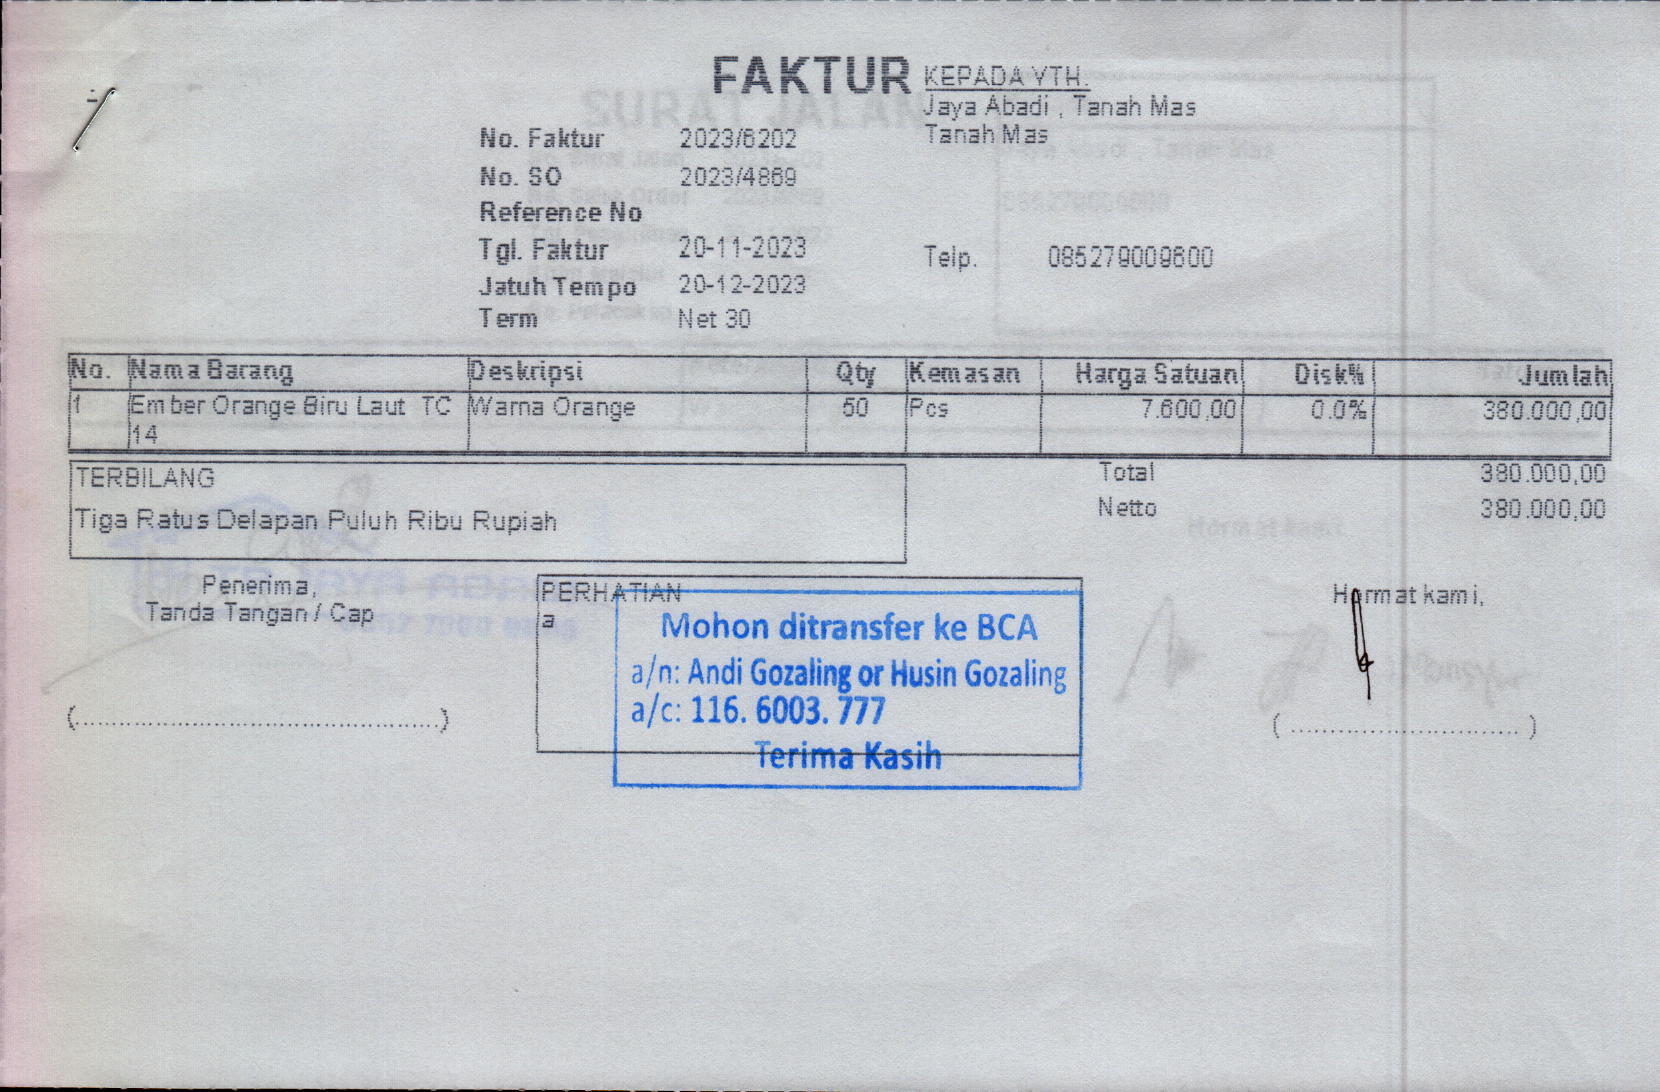 FAKTUR
KEPADA YTH.
Jaya Abadi , Tanah Mas
Tanah Mas
No. Faktur 2023/6202
No. SO 2023/4869
Reference No
Tgl. Faktur 20-11-2023
Telp. 085279009600
Jatuh Tempo 20-12-2023
Term Net 30
No. Nama Barang Deskripsi Qty Kemasan Harga Satuan Disk% Jumlah
1 Ember Orange Biru Laut TC Warna Orange 50 Pcs 7.600,00 0.0% 380.000,00
14
TERBILANG
Total 380.000,00
Tiga Ratus Delapan Puluh Ribu Rupiah
Netto 380.000,00
Penerima,
Tanda Tangan / Cap
PERHATIAN
a
Mohon ditransfer ke BCA
a/n: Andi Gozaling or Husin Gozaling
a/c: 116. 6003. 777
Terima Kasih
Hormat kami,
(..........................................)
( ............................. )